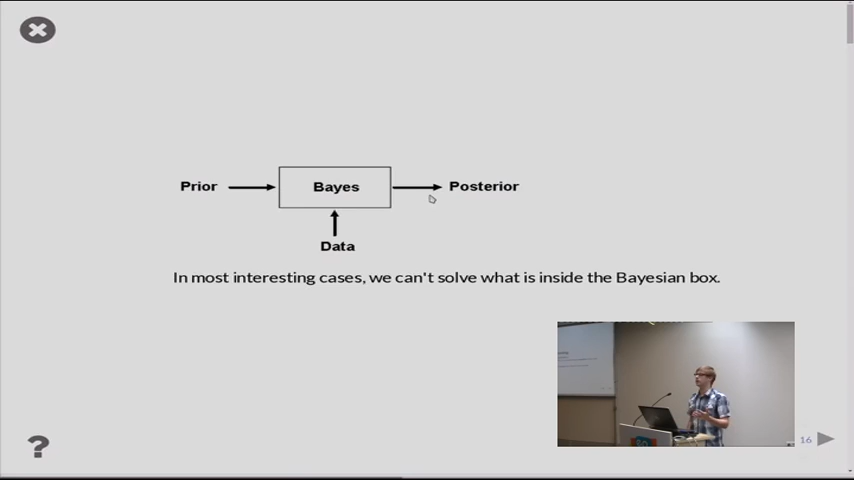 Prior
Bayes
Posterior
Data
In most interesting cases, we can't solve what is inside the Bayesian box.
?
16